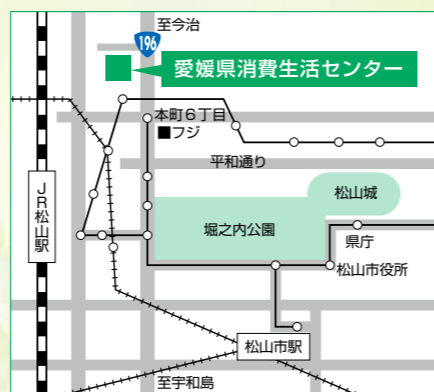 至今治
196
愛媛県消費生活センター
本町6丁目
■フジ
平和通り
松山城
JR松山駅
堀之内公園
県庁
松山市役所
松山市駅
至宇和島